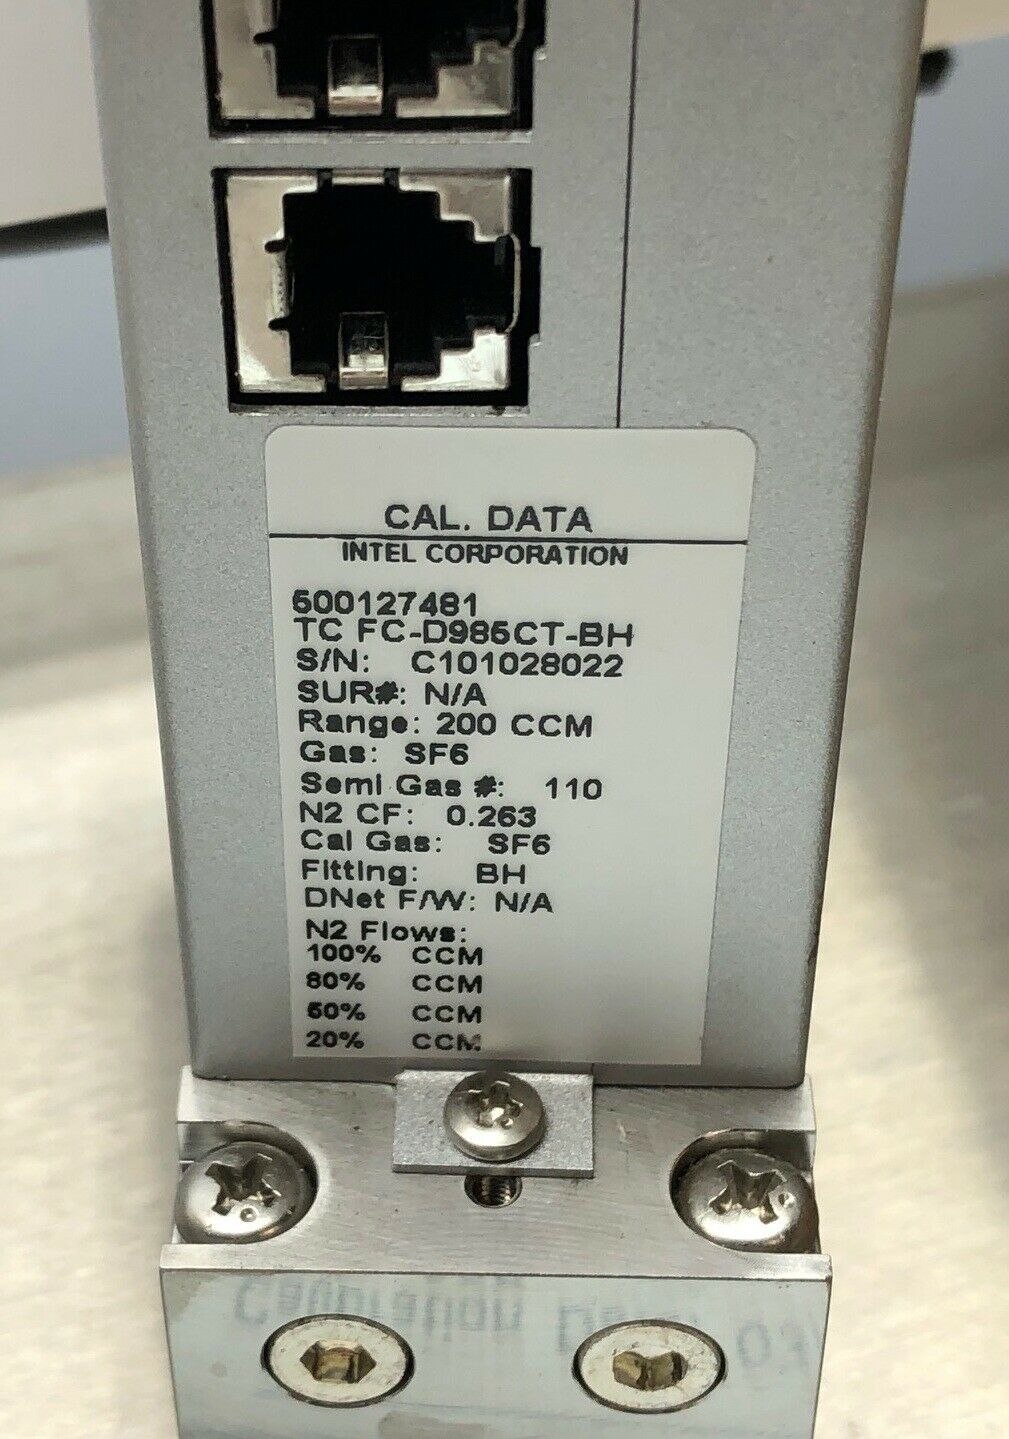 CAL. DATA
INTEL CORPORATION
500127481
TC FC-D985CT-BH
S/N: C101028022
SUR#: N/A
Range: 200 CCM
Gas: SF6
Semi Gas #: 110
N2 CF: 0.263
Cal Gas: SF6
Fitting: BH
DNet F/W: N/A
N2 Flows:
100% CCM
80% CCM
50% CCM
20% CCM
Calibration